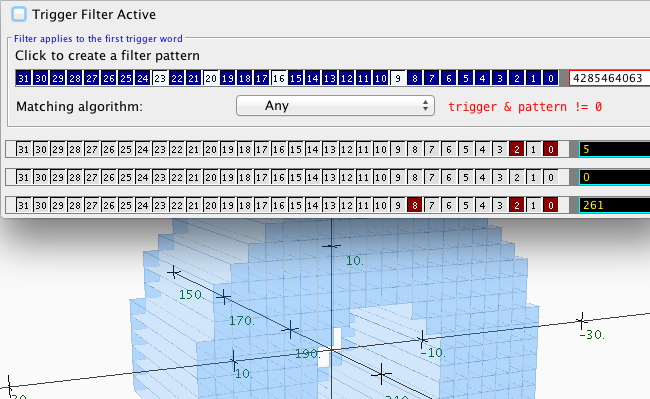 Trigger Filter Active
Filter applies to the first trigger word
Click to create a filter pattern
31 30 29 28 27 26 25 24 23 22 21 20 19 18 17 16 15 14 13 12 11 10 9 8 7 6 5 4 3 2 1 0 4285464063
Matching algorithm: Any trigger & pattern != 0
31 30 29 28 27 26 25 24 23 22 21 20 19 18 17 16 15 14 13 12 11 10 9 8 7 6 5 4 3 2 1 0 5
31 30 29 28 27 26 25 24 23 22 21 20 19 18 17 16 15 14 13 12 11 10 9 8 7 6 5 4 3 2 1 0 0
31 30 29 28 27 26 25 24 23 22 21 20 19 18 17 16 15 14 13 12 11 10 9 8 7 6 5 4 3 2 1 0 261
10.
150.
170.
-30.
190.
-10.
10.